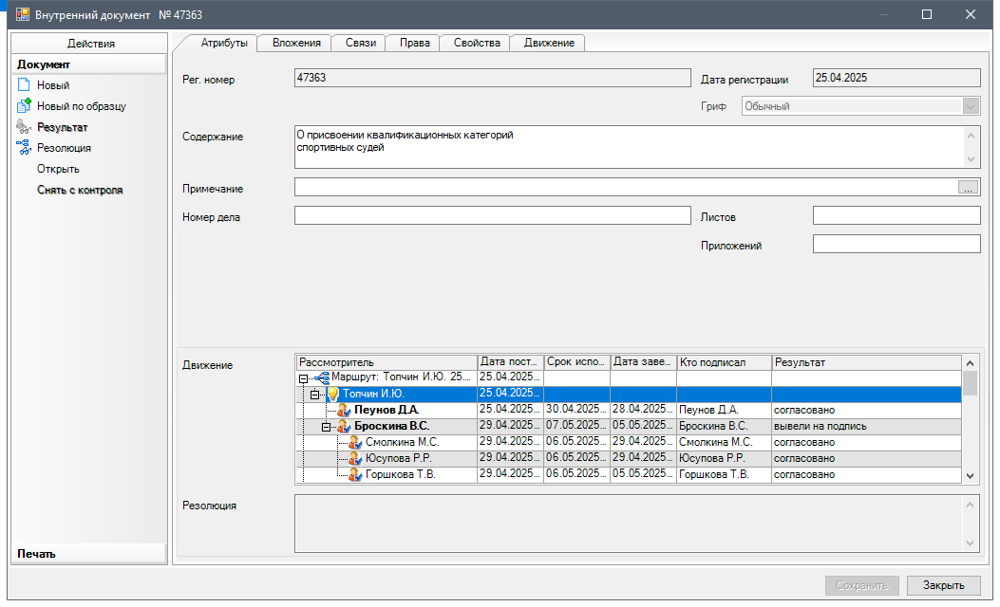 Внутренний документ № 47363
Действия
Документ
Новый
Новый по образцу
Результат
Резолюция
Открыть
Снять с контроля
Печать
Атрибуты Вложения Связи Права Свойства Движение
Рег. номер 47363 Дата регистрации 25.04.2025
Гриф Обычный
Содержание О присвоении квалификационных категорий
спортивных судей
Примечание ...
Номер дела Листов
Приложений
Движение
Рассмотритель Дата пост... Срок испо... Дата заве... Кто подписал Результат
Маршрут: Топчин И.Ю. 25.... 25.04.2025...
Топчин И.Ю. 25.04.2025...
Пеунов Д.А. 25.04.2025... 30.04.2025... 28.04.2025... Пеунов Д.А. согласовано
Броскина В.С. 29.04.2025... 07.05.2025... 05.05.2025... Броскина В.С. вывели на подпись
Смолкина М.С. 29.04.2025... 06.05.2025... 29.04.2025... Смолкина М.С. согласовано
Юсупова Р.Р. 29.04.2025... 06.05.2025... 29.04.2025... Юсупова Р.Р. согласовано
Горшкова Т.В. 29.04.2025... 06.05.2025... 05.05.2025... Горшкова Т.В. согласовано
Резолюция
Сохранить Закрыть